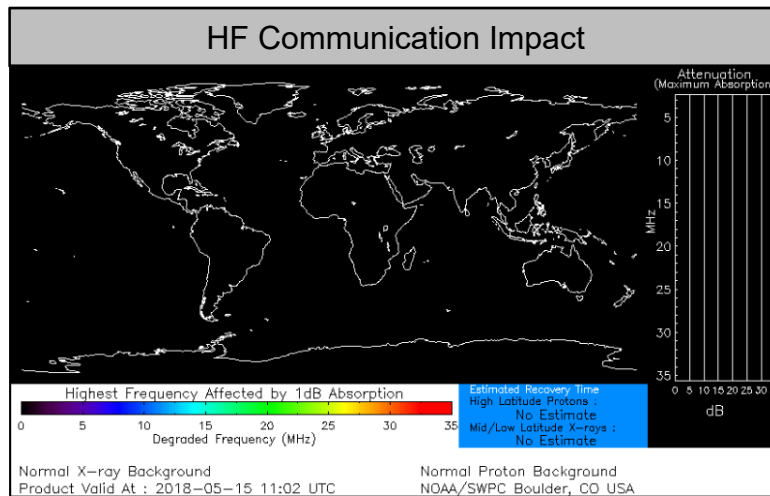 HF Communication Impact
Attenuation
(Maximum Absorption
5
10
15
20
25
30
35
MHz
0 5 10 15 20 25 30
dB
Highest Frequency Affected by 1dB Absorption
0 5 10 15 20 25 30 35
Degraded Frequency (MHz)
Estimated Recovery Time
High Latitude Protons :
No Estimate
Mid/Low Latitude X-rays :
No Estimate
Normal X-ray Background
Normal Proton Background
Product Valid At : 2018-05-15 11:02 UTC
NOAA/SWPC Boulder, CO USA